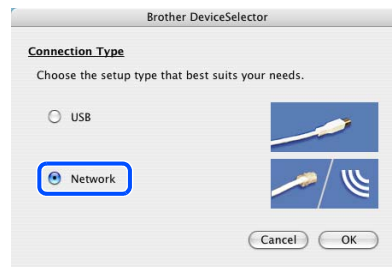 Brother DeviceSelector
Connection Type
Choose the setup type that best suits your needs.
USB
Network
Cancel OK